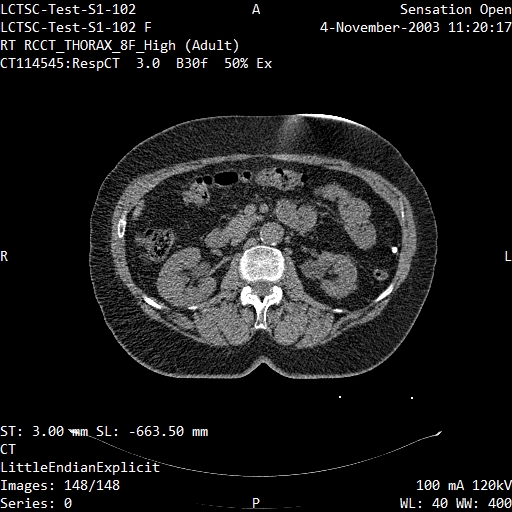 LCTSC-Test-S1-102
A
Sensation Open
LCTSC-Test-S1-102 F
4-November-2003 11:20:17
RT RCCT_THORAX_8F_High (Adult)
CT114545:RespCT 3.0 B30f 50% Ex
R
L
ST: 3.00 mm SL: -663.50 mm
CT
LittleEndianExplicit
Images: 148/148
100 mA 120kV
Series: 0
P
WL: 40 WW: 400